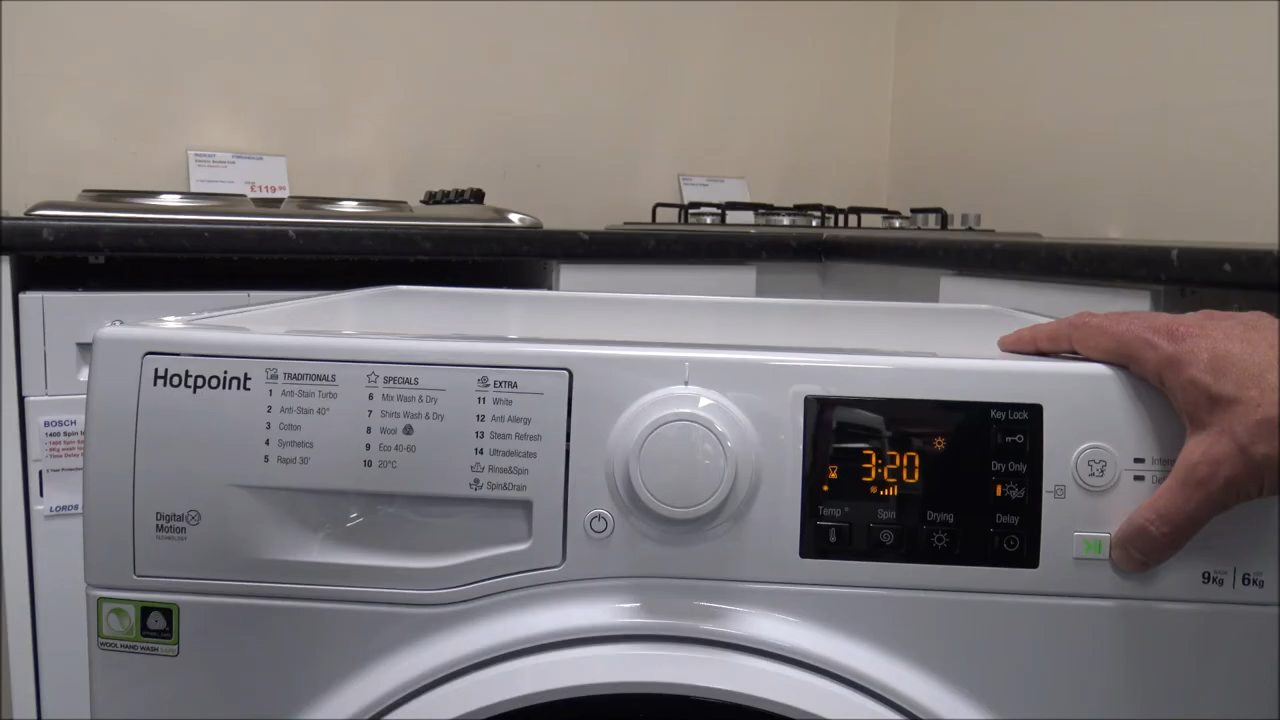 £119.99
Hotpoint
TRADITIONALS
1 Anti-Stain Turbo
2 Anti-Stain 40°
3 Cotton
4 Synthetics
5 Rapid 30'
SPECIALS
6 Mix Wash & Dry
7 Shirts Wash & Dry
8 Wool
9 Eco 40-60
10 20°C
EXTRA
11 White
12 Anti Allergy
13 Steam Refresh
14 Ultradelicates
Rinse&Spin
Spin&Drain
Digital
Motion
TECHNOLOGY
3:20
Key Lock
Dry Only
Temp °
Spin
Drying
Delay
9Kg
6Kg
WOOL HAND WASH SAFE
BOSCH
LORDS